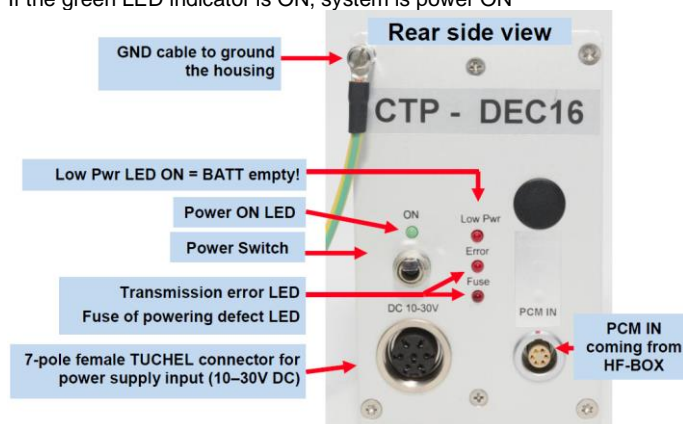 If the green LED indicator is ON, system is power ON
Rear side view
GND cable to ground
the housing
CTP - DEC16
Low Pwr LED ON = BATT empty!
Power ON LED
ON
Low Pwr
Power Switch
Error
Transmission error LED
Fuse
Fuse of powering defect LED
DC 10-30V
PCM IN
7-pole female TUCHEL connector for
power supply input (10–30V DC)
PCM IN
coming from
HF-BOX